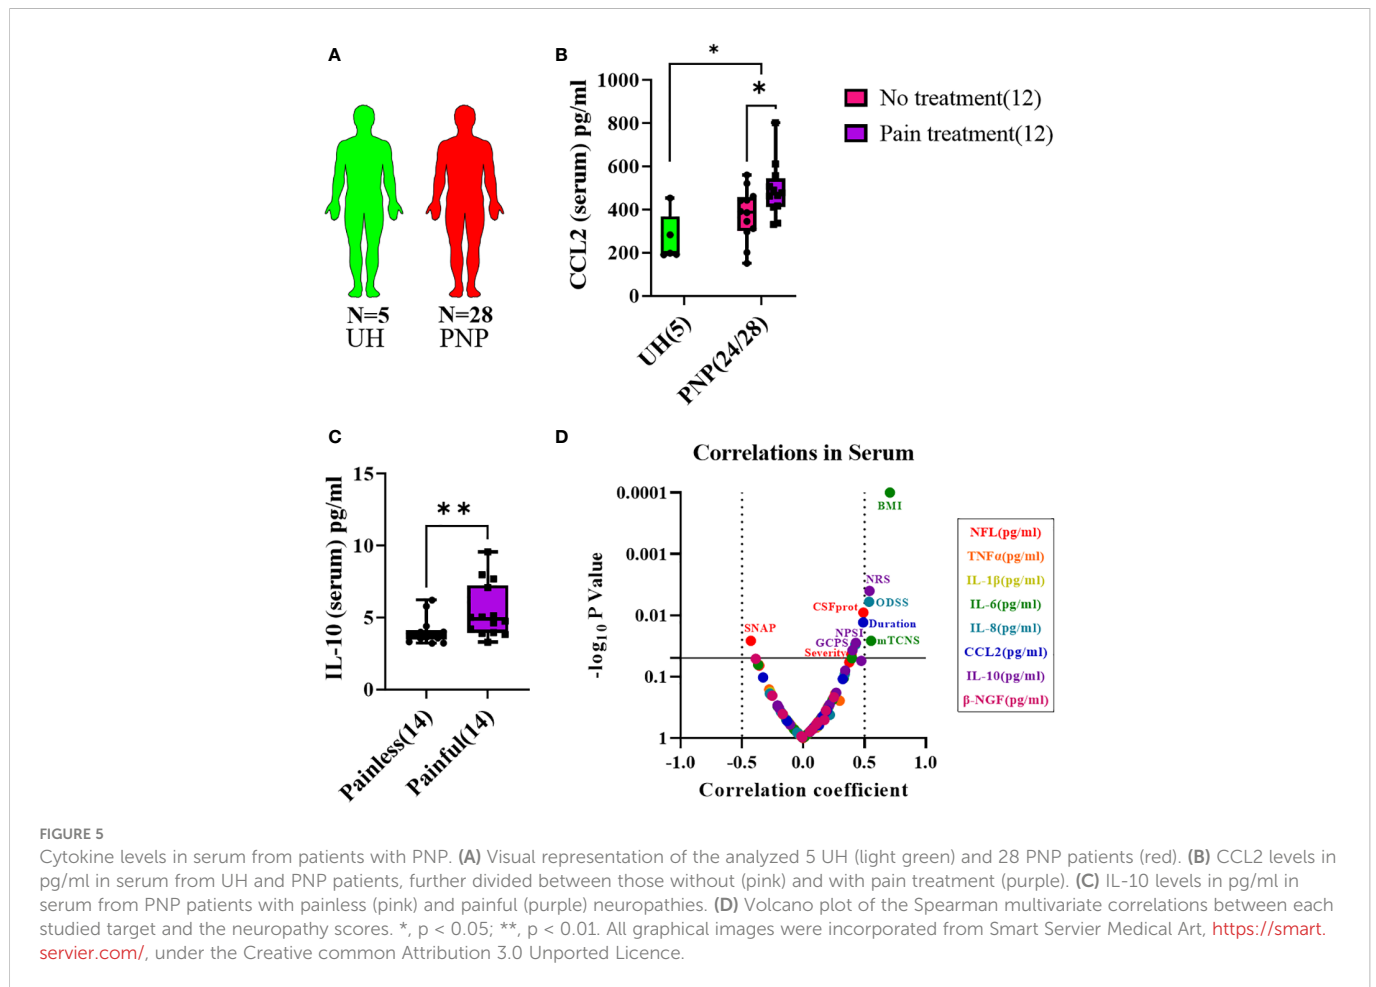 A
N=5
UH
N=28
PNP
B
*
*
CCL2 (serum) pg/ml
1000
800
600
400
200
0
UH(5)
PNP(24/28)
No treatment(12)
Pain treatment(12)
C
**
IL-10 (serum) pg/ml
15
10
5
0
Painless(14)
Painful(14)
D
Correlations in Serum
-log10 P Value
0.0001
0.001
0.01
0.1
1
BMI
NRS
ODSS
CSFprot
Duration
SNAP
NPSI
mTCNS
GCPS
Severity
-1.0
-0.5
0.0
0.5
1.0
Correlation coefficient
NFL(pg/ml)
TNFα(pg/ml)
IL-1β(pg/ml)
IL-6(pg/ml)
IL-8(pg/ml)
CCL2(pg/ml)
IL-10(pg/ml)
β-NGF(pg/ml)
FIGURE 5
Cytokine levels in serum from patients with PNP. (A) Visual representation of the analyzed 5 UH (light green) and 28 PNP patients (red). (B) CCL2 levels in
pg/ml in serum from UH and PNP patients, further divided between those without (pink) and with pain treatment (purple). (C) IL-10 levels in pg/ml in
serum from PNP patients with painless (pink) and painful (purple) neuropathies. (D) Volcano plot of the Spearman multivariate correlations between each
studied target and the neuropathy scores. *, p < 0.05; **, p < 0.01. All graphical images were incorporated from Smart Servier Medical Art, https://smart.
servier.com/, under the Creative common Attribution 3.0 Unported Licence.